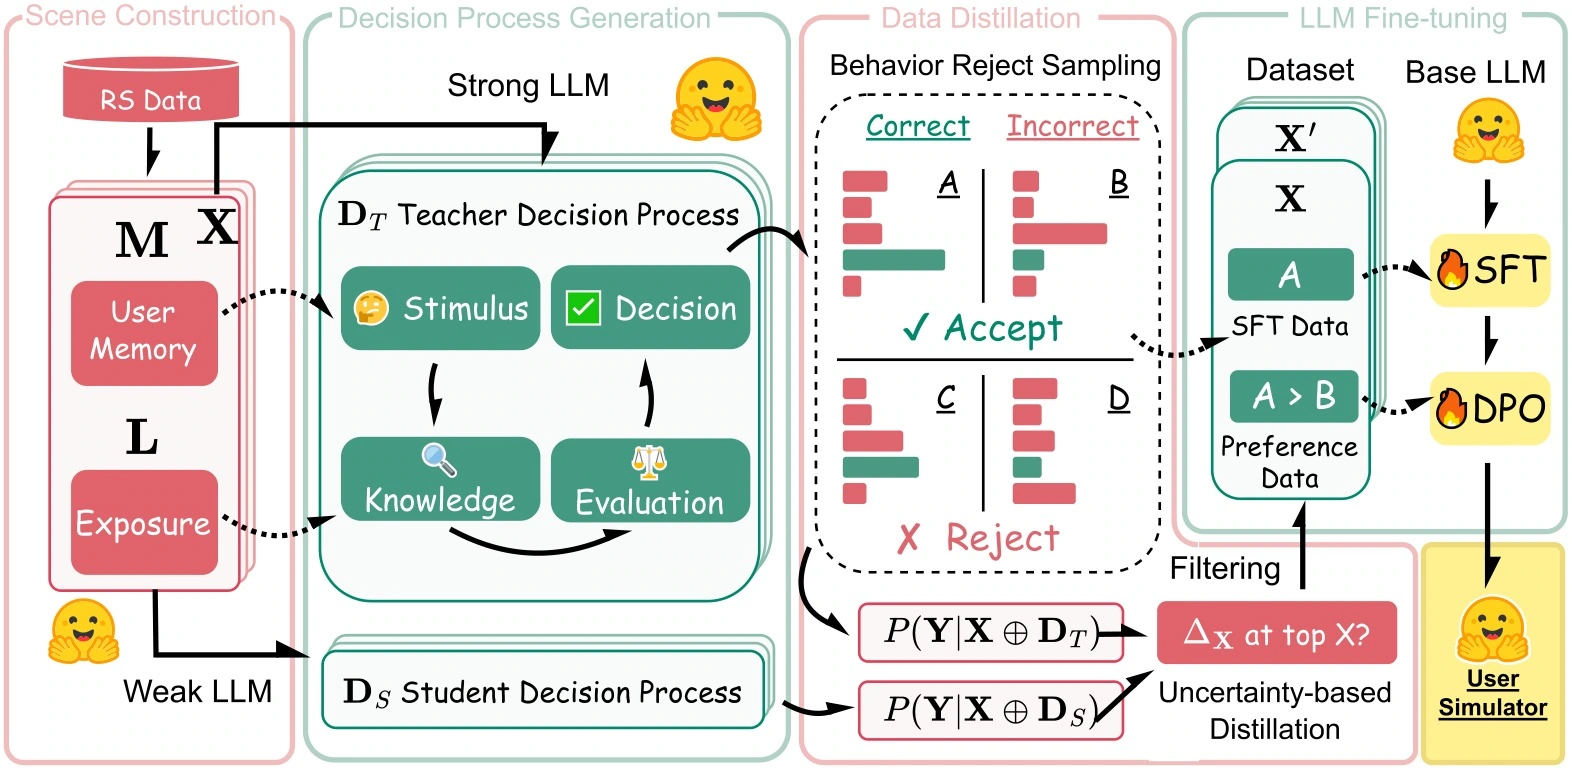 Scene Construction
RS Data
M
X
User
Memory
L
Exposure
Weak LLM
Decision Process Generation
Strong LLM
D_T Teacher Decision Process
Stimulus
Decision
Knowledge
Evaluation
D_S Student Decision Process
Data Distillation
Behavior Reject Sampling
Correct
Incorrect
A
B
✓ Accept
C
D
✗ Reject
P(Y|X ⊕ D_T)
P(Y|X ⊕ D_S)
Filtering
Δ_X at top X?
Uncertainty-based
Distillation
LLM Fine-tuning
Dataset
X′
X
A
SFT Data
A > B
Preference
Data
Base LLM
SFT
DPO
User
Simulator